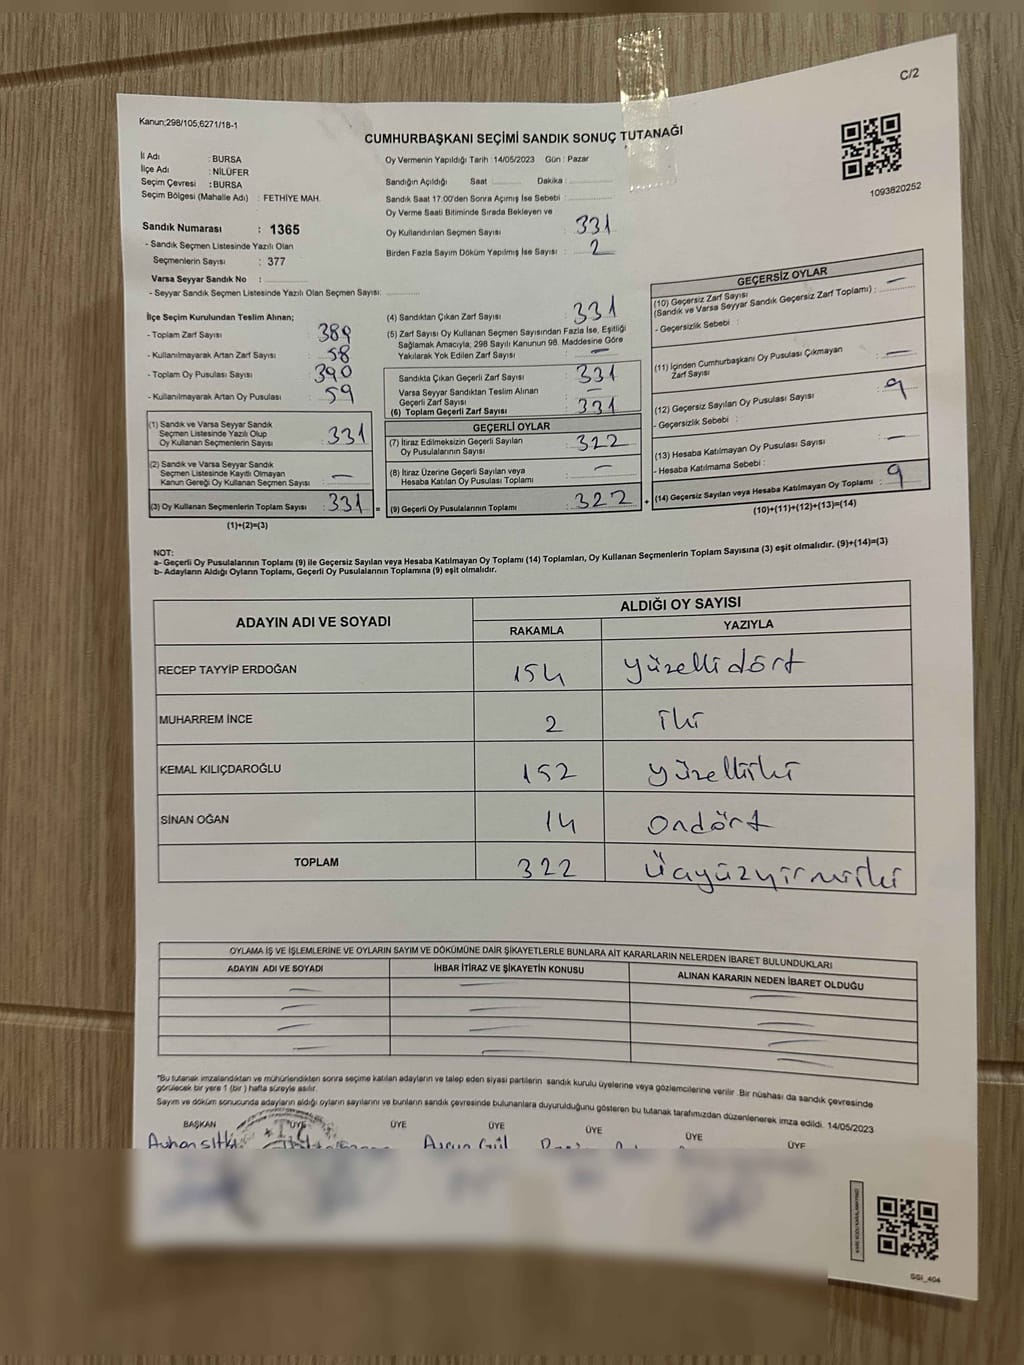 C/2
Kanun;298/105,6271/18-1
CUMHURBAŞKANI SEÇİMİ SANDIK SONUÇ TUTANAĞI
1093820252
İl Adı : BURSA
İlçe Adı : NİLÜFER
Seçim Çevresi : BURSA
Seçim Bölgesi (Mahalle Adı) : FETHİYE MAH.
Sandık Numarası : 1365
- Sandık Seçmen Listesinde Yazılı Olan
Seçmenlerin Sayısı : 377
Varsa Seyyar Sandık No :
- Seyyar Sandık Seçmen Listesinde Yazılı Olan Seçmen Sayısı:
Oy Vermenin Yapıldığı Tarih :14/05/2023 Gün : Pazar
Sandığın Açıldığı Saat Dakika :
Sandık Saat 17.00'den Sonra Açımış İse Sebebi :
Oy Verme Saati Bitiminde Sırada Bekleyen ve
Oy Kullandırılan Seçmen Sayısı : 331
Birden Fazla Sayım Döküm Yapılmış İse Sayısı : 2
İlçe Seçim Kurulundan Teslim Alınan;
- Toplam Zarf Sayısı : 389
- Kullanılmayarak Artan Zarf Sayısı : 58
- Toplam Oy Pusulası Sayısı : 390
- Kullanılmayarak Artan Oy Pusulası : 59
(1) Sandık ve Varsa Seyyar Sandık
Seçmen Listesinde Yazılı Olup
Oy Kullanan Seçmenlerin Sayısı : 331
(2) Sandık ve Varsa Seyyar Sandık
Seçmen Listesinde Kayıtlı Olmayan
Kanun Gereği Oy Kullanan Seçmen Sayısı : —
(3) Oy Kullanan Seçmenlerin Toplam Sayısı : 331 =
(1)+(2)=(3)
(4) Sandıktan Çıkan Zarf Sayısı : 331
(5) Zarf Sayısı Oy Kullanan Seçmen Sayısından Fazla İse, Eşitliği
Sağlamak Amacıyla; 298 Sayılı Kanunun 98. Maddesine Göre
Yakılarak Yok Edilen Zarf Sayısı : —
Sandıkta Çıkan Geçerli Zarf Sayısı : 331
Varsa Seyyar Sandıktan Teslim Alınan
Geçerli Zarf Sayısı :
(6) Toplam Geçerli Zarf Sayısı : 331
GEÇERLİ OYLAR
(7) İtiraz Edilmeksizin Geçerli Sayılan
Oy Pusulalarının Sayısı : 322
(8) İtiraz Üzerine Geçerli Sayılan veya
Hesaba Katılan Oy Pusulası Toplamı : —
(9) Geçerli Oy Pusulalarının Toplamı : 322 +
GEÇERSİZ OYLAR
(10) Geçersiz Zarf Sayısı
(Sandık ve Varsa Seyyar Sandık Geçersiz Zarf Toplamı) : —
- Geçersizlik Sebebi :
(11) İçinden Cumhurbaşkanı Oy Pusulası Çıkmayan
Zarf Sayısı : —
(12) Geçersiz Sayılan Oy Pusulası Sayısı : 9
- Geçersizlik Sebebi :
(13) Hesaba Katılmayan Oy Pusulası Sayısı : —
- Hesaba Katılmama Sebebi :
(14) Geçersiz Sayılan veya Hesaba Katılmayan Oy Toplamı : 9
(10)+(11)+(12)+(13)=(14)
NOT:
a- Geçerli Oy Pusulalarının Toplamı (9) ile Geçersiz Sayılan veya Hesaba Katılmayan Oy Toplamı (14) Toplamları, Oy Kullanan Seçmenlerin Toplam Sayısına (3) eşit olmalıdır. (9)+(14)=(3)
b- Adayların Aldığı Oyların Toplamı, Geçerli Oy Pusulalarının Toplamına (9) eşit olmalıdır.
ADAYIN ADI VE SOYADI ALDIĞI OY SAYISI
RAKAMLA YAZIYLA
RECEP TAYYİP ERDOĞAN 154 yüzellidört
MUHARREM İNCE 2 iki
KEMAL KILIÇDAROĞLU 152 yüzelliiki
SİNAN OĞAN 14 ondört
TOPLAM 322 üçyüzyirmiiki
OYLAMA İŞ VE İŞLEMLERİNE VE OYLARIN SAYIM VE DÖKÜMÜNE DAİR ŞİKAYETLERLE BUNLARA AİT KARARLARIN NELERDEN İBARET BULUNDUKLARI
ADAYIN ADI VE SOYADI İHBAR İTİRAZ VE ŞİKAYETİN KONUSU ALINAN KARARIN NEDEN İBARET OLDUĞU
*Bu tutanak imzalandıktan ve mühürlendikten sonra seçime katılan adayların ve talep eden siyasi partilerin sandık kurulu üyelerine veya gözlemcilerine verilir. Bir nüshası da sandık çevresinde
görülecek bir yere 1 (bir ) hafta süreyle asılır.
Sayım ve döküm sonucunda adayların aldığı oyların sayılarını ve bunların sandık çevresinde bulunanlara duyurulduğunu gösteren bu tutanak tarafımızdan düzenlenerek imza edildi. 14/05/2023
BAŞKAN ÜYE ÜYE ÜYE ÜYE ÜYE ÜYE
SGI_404